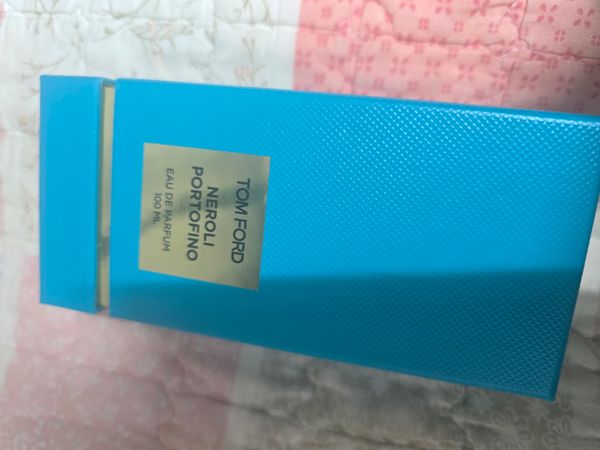 TOM FORD
NEROLI
PORTOFINO
EAU DE PARFUM
100 ML